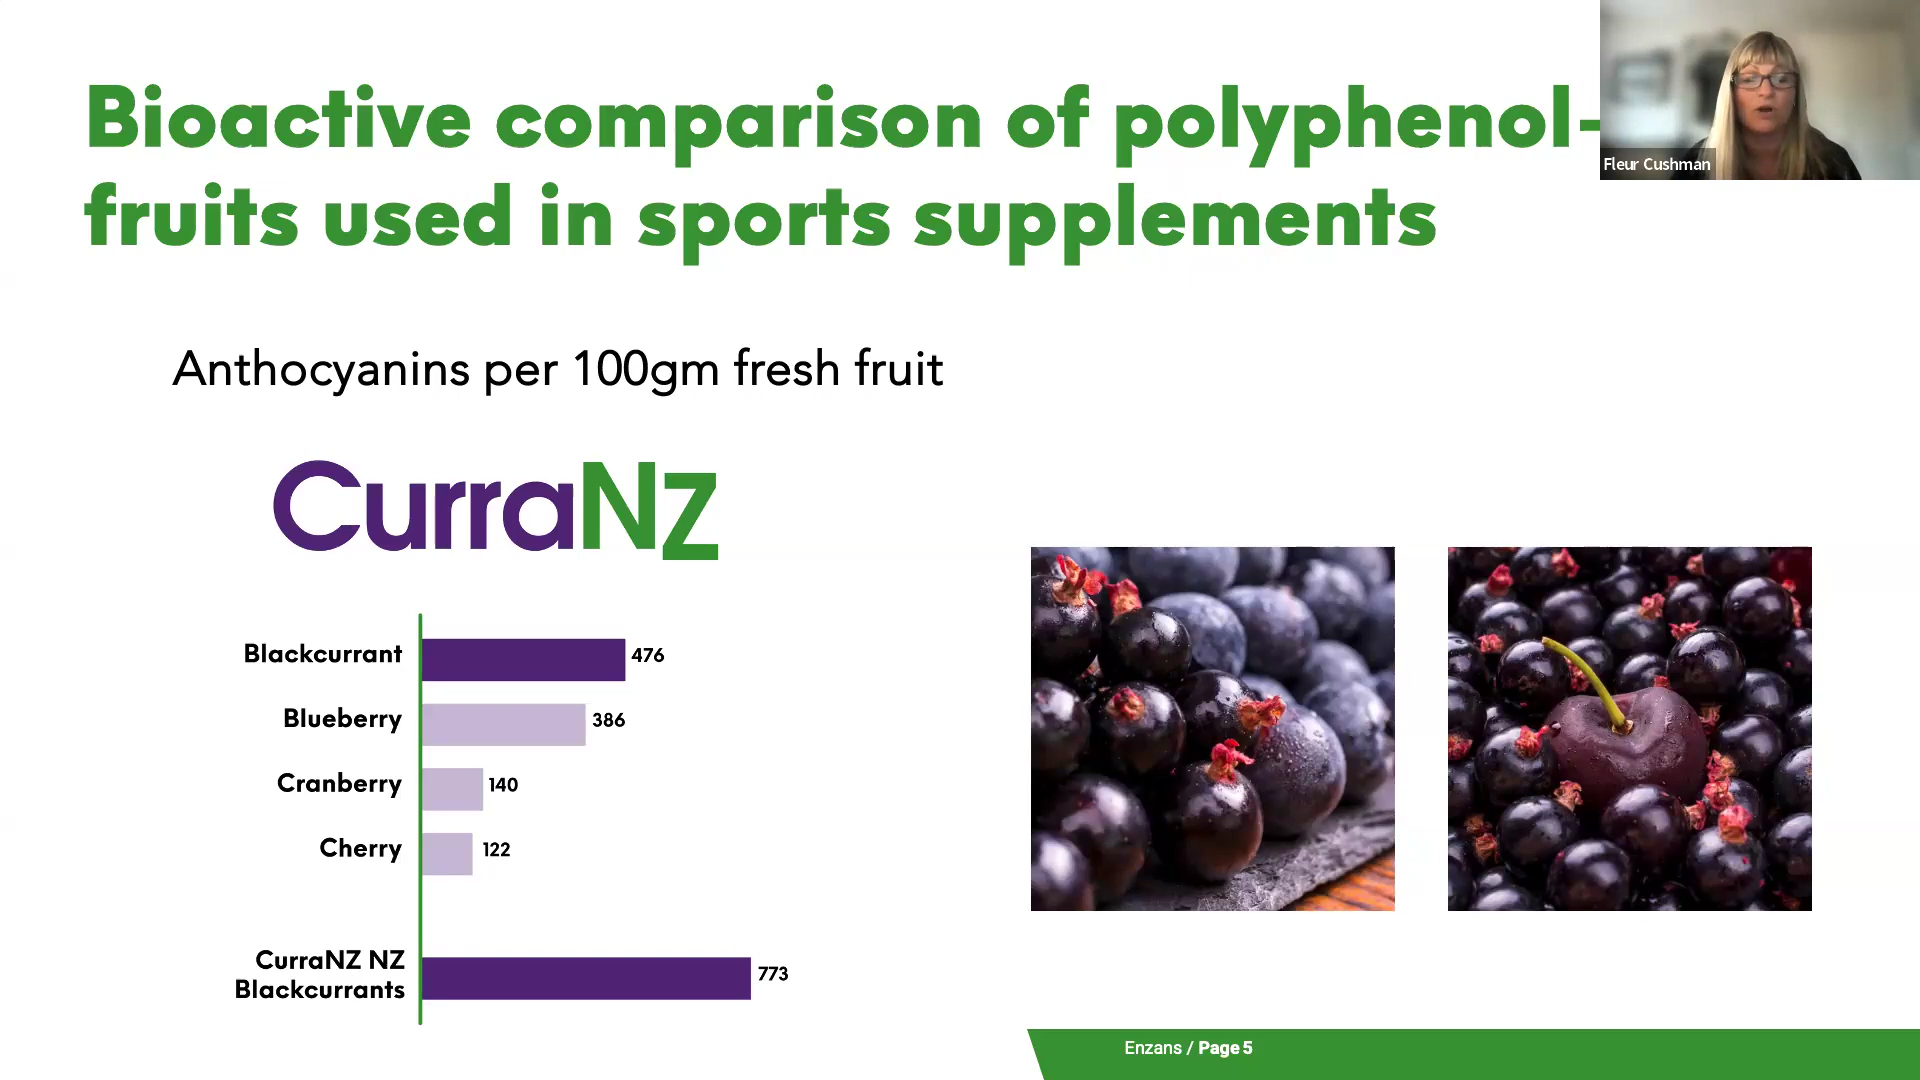 Bioactive comparison of polyphenol-
fruits used in sports supplements
Fleur Cushman
Anthocyanins per 100gm fresh fruit
CurraNZ
Blackcurrant 476
Blueberry 386
Cranberry 140
Cherry 122
CurraNZ NZ
Blackcurrants 773
Enzans / Page 5